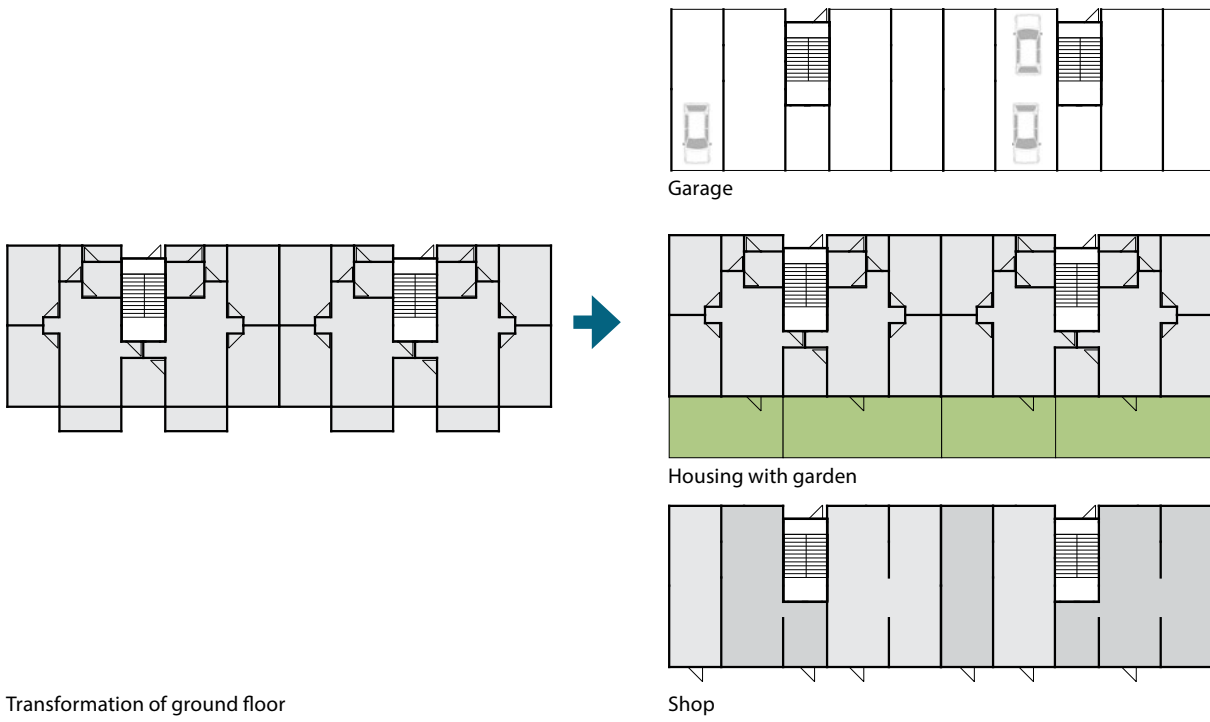 Garage
Housing with garden
Transformation of ground floor
Shop